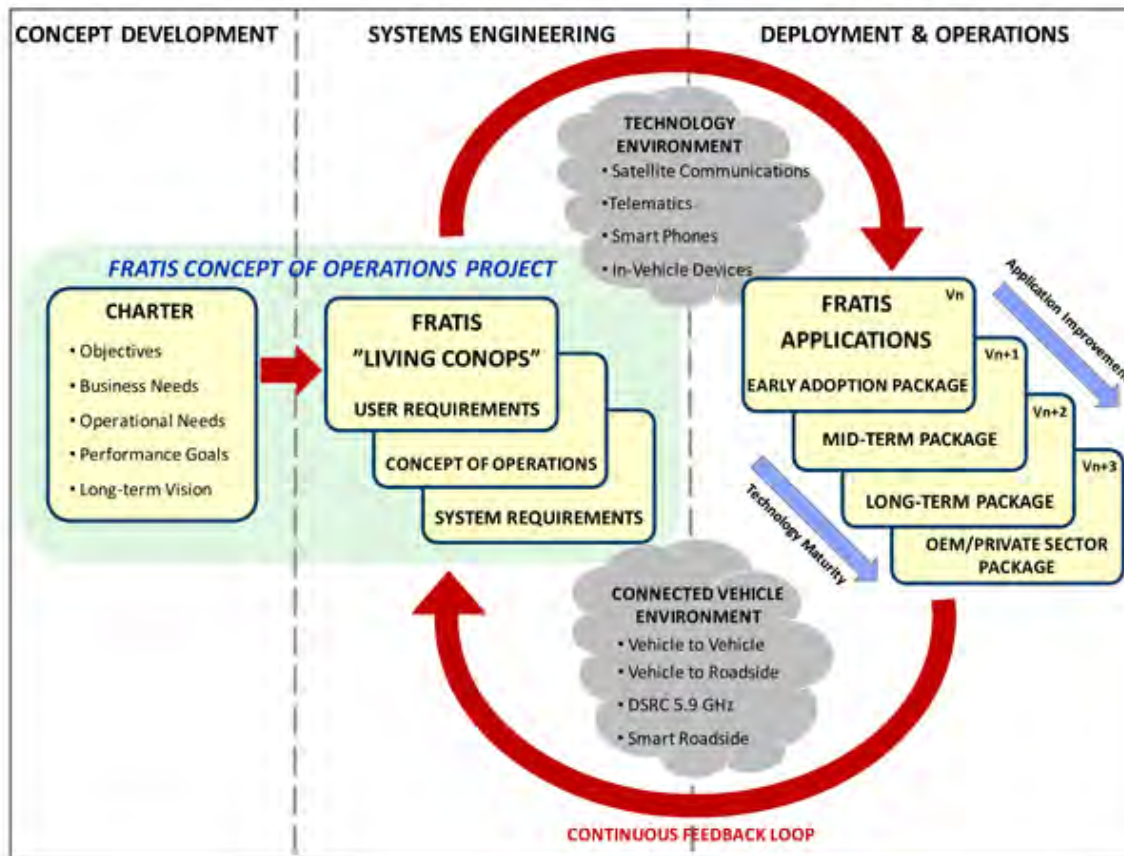 CONCEPT DEVELOPMENT
SYSTEMS ENGINEERING
DEPLOYMENT & OPERATIONS
TECHNOLOGY
ENVIRONMENT
• Satellite Communications
•Telematics
• Smart Phones
• In-Vehicle Devices
FRATIS CONCEPT OF OPERATIONS PROJECT
CHARTER
• Objectives
• Business Needs
• Operational Needs
• Performance Goals
• Long-term Vision
FRATIS
"LIVING CONOPS"
USER REQUIREMENTS
CONCEPT OF OPERATIONS
SYSTEM REQUIREMENTS
Vn
FRATIS
APPLICATIONS
EARLY ADOPTION PACKAGE
Vn+1
MID-TERM PACKAGE
Vn+2
LONG-TERM PACKAGE
Vn+3
OEM/PRIVATE SECTOR
PACKAGE
Application Improvement
Technology Maturity
CONNECTED VEHICLE
ENVIRONMENT
• Vehicle to Vehicle
• Vehicle to Roadside
• DSRC 5.9 GHz
• Smart Roadside
CONTINUOUS FEEDBACK LOOP